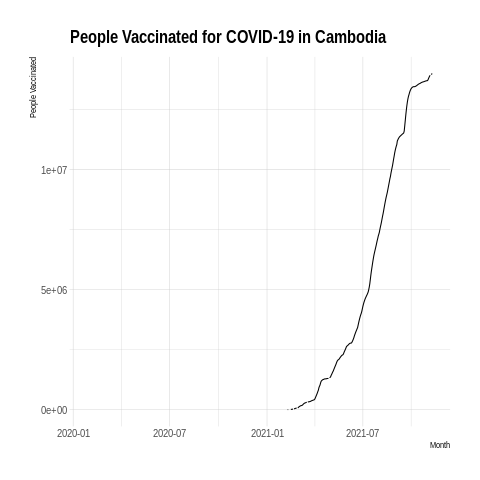 People Vaccinated for COVID-19 in Cambodia
People Vaccinated
1e+07
5e+06
0e+00
2020-01 2020-07 2021-01 2021-07
Month